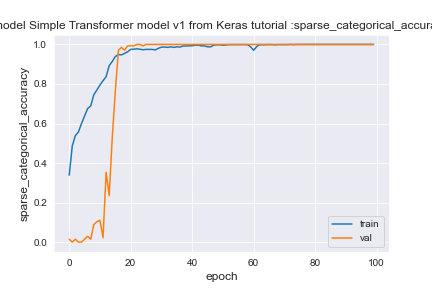 model Simple Transformer model v1 from Keras tutorial :sparse_categorical_accura
sparse_categorical_accuracy
1.0
0.8
0.6
0.4
0.2
0.0
train
val
0 20 40 60 80 100
epoch